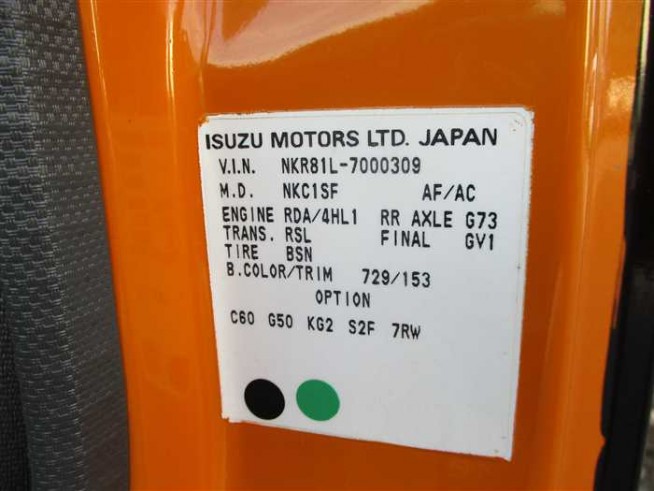 ISUZU MOTORS LTD. JAPAN
V.I.N. NKR81L-7000309
M.D. NKC1SF AF/AC
ENGINE RDA/4HL1 RR AXLE G73
TRANS. RSL FINAL GV1
TIRE BSN
B.COLOR/TRIM 729/153
OPTION
C60 G50 KG2 S2F 7RW